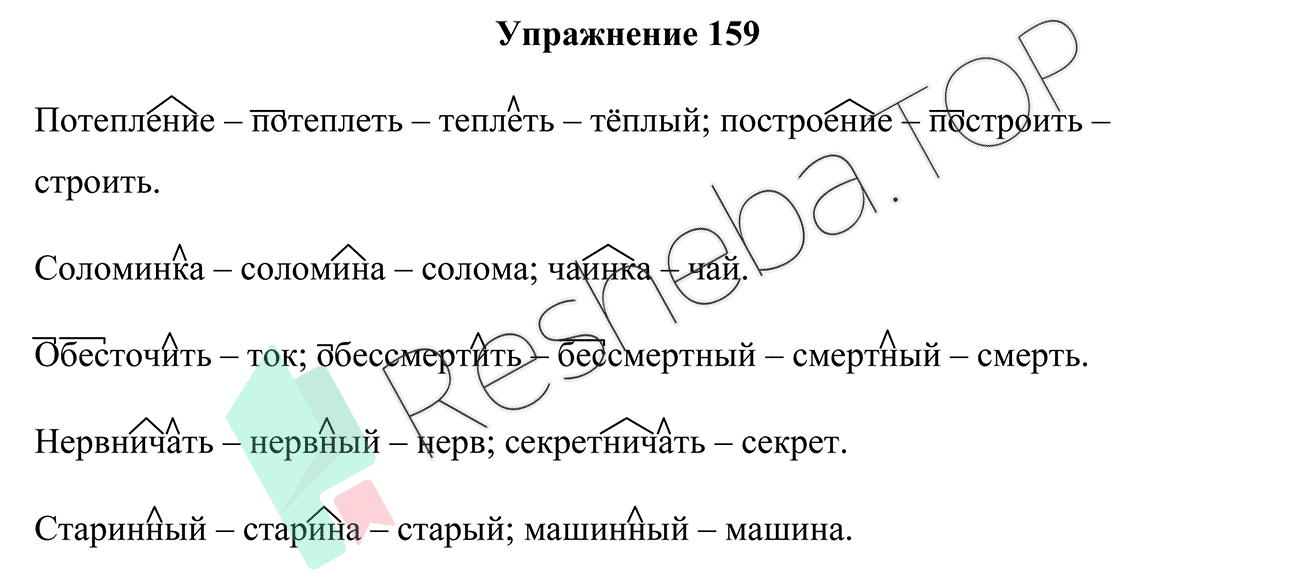 Упражнение 159
Потепление – потеплеть – теплеть – тёплый; построение – построить –
строить.
Соломинка – соломина – солома; чаинка – чай.
Обесточить – ток; обессмертить – бессмертный – смертный – смерть.
Нервничать – нервный – нерв; секретничать – секрет.
Старинный – старина – старый; машинный – машина.
Resheba.TOP